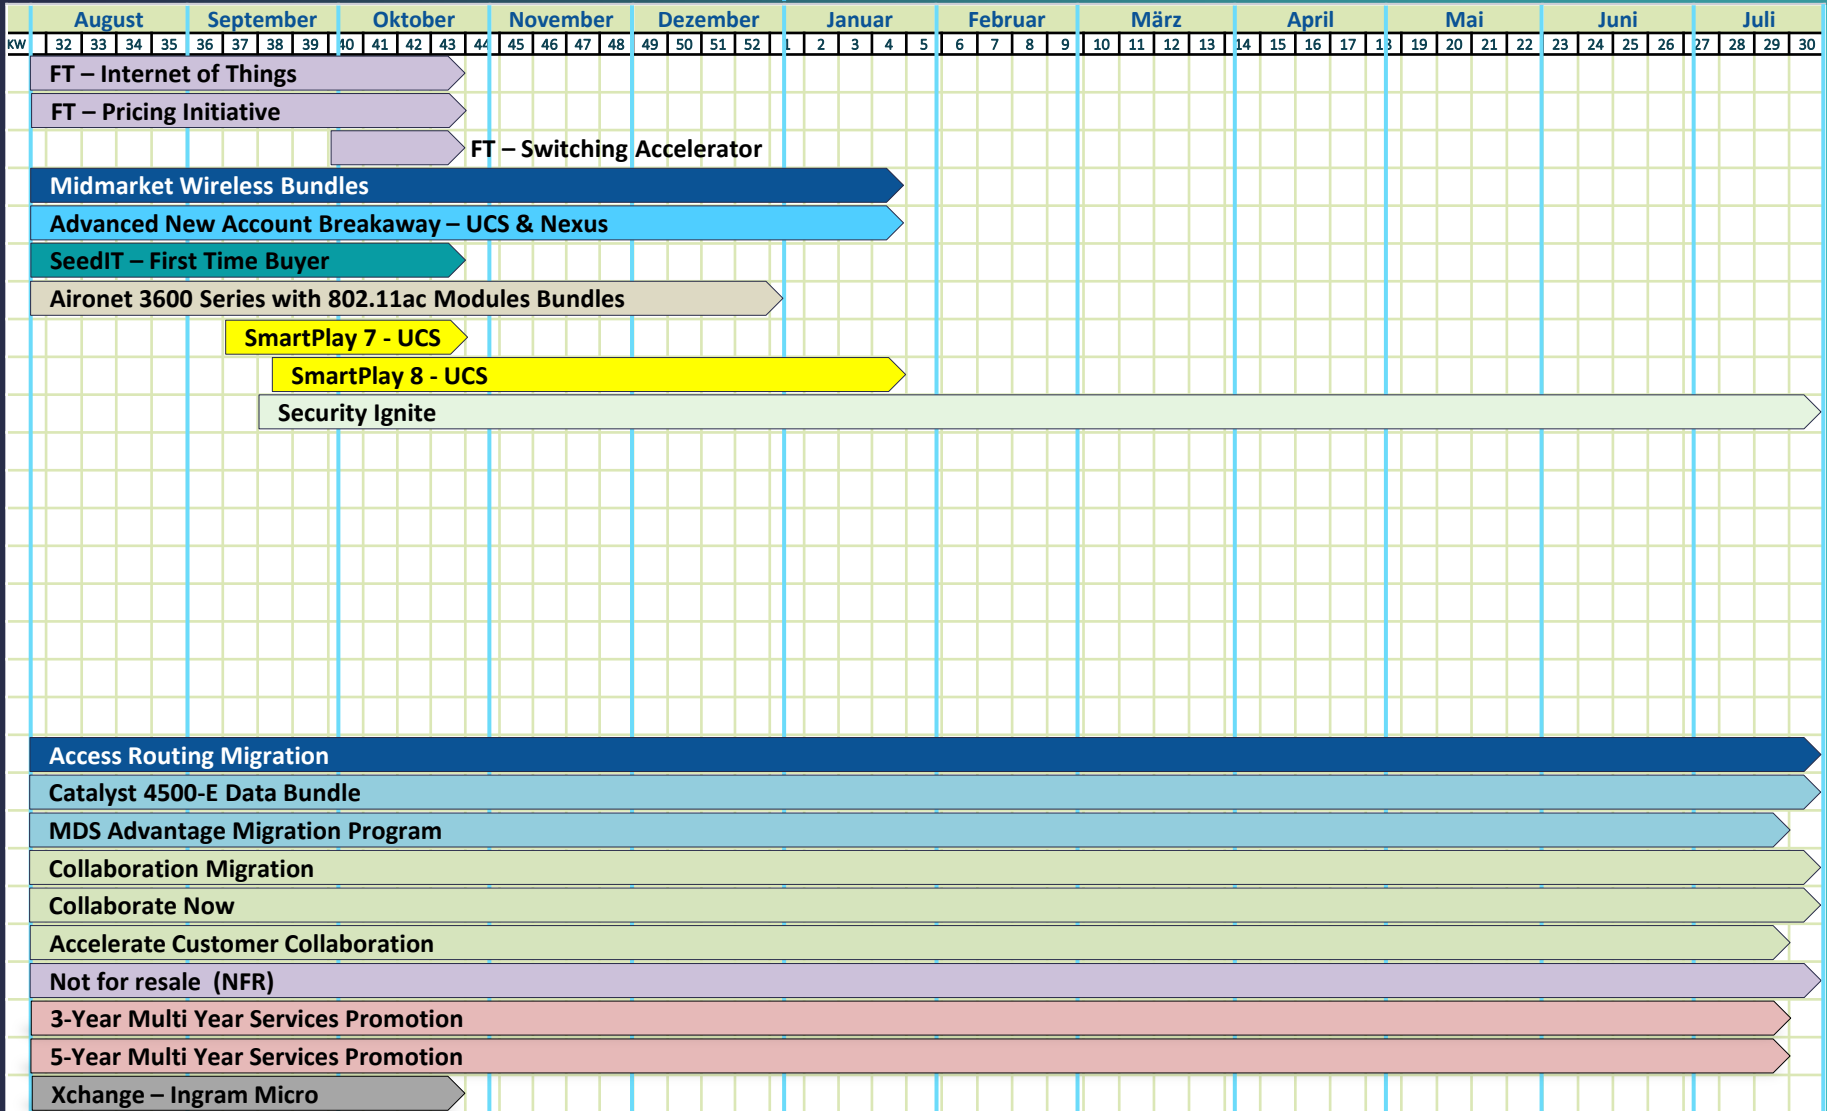 August September Oktober November Dezember Januar Februar März April Mai Juni Juli
KW 32 33 34 35 36 37 38 39 40 41 42 43 44 45 46 47 48 49 50 51 52 1 2 3 4 5 6 7 8 9 10 11 12 13 14 15 16 17 18 19 20 21 22 23 24 25 26 27 28 29 30
FT – Internet of Things
FT – Pricing Initiative
FT – Switching Accelerator
Midmarket Wireless Bundles
Advanced New Account Breakaway – UCS & Nexus
SeedIT – First Time Buyer
Aironet 3600 Series with 802.11ac Modules Bundles
SmartPlay 7 - UCS
SmartPlay 8 - UCS
Security Ignite
Access Routing Migration
Catalyst 4500-E Data Bundle
MDS Advantage Migration Program
Collaboration Migration
Collaborate Now
Accelerate Customer Collaboration
Not for resale (NFR)
3-Year Multi Year Services Promotion
5-Year Multi Year Services Promotion
Xchange – Ingram Micro